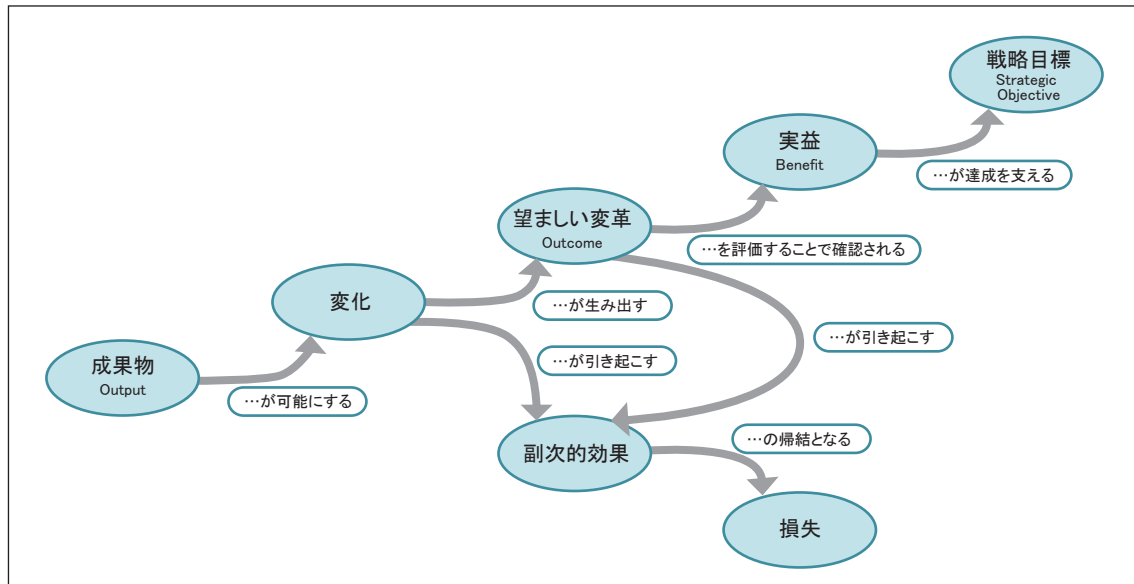 戦略目標
Strategic
Objective
実益
Benefit
…が達成を支える
望ましい変革
Outcome
…を評価することで確認される
変化
…が生み出す
…が引き起こす
成果物
Output
…が可能にする
…が引き起こす
副次的効果
…の帰結となる
損失